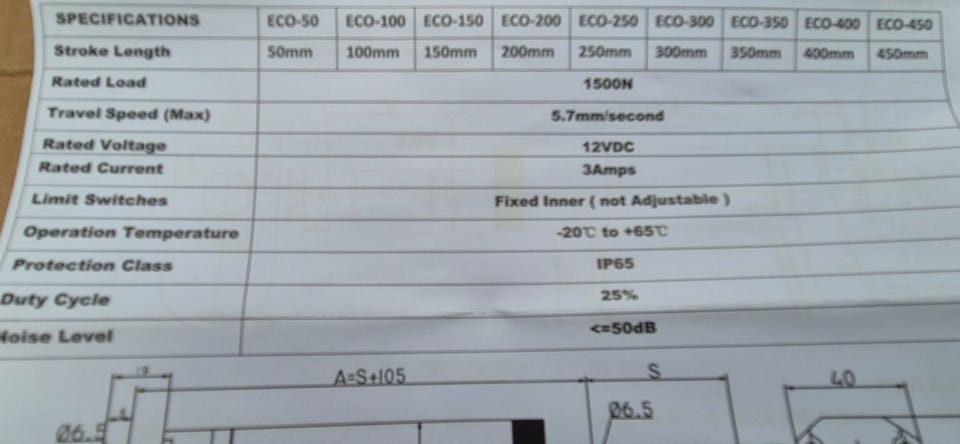 SPECIFICATIONS ECO-50 ECO-100 ECO-150 ECO-200 ECO-250 ECO-300 ECO-350 ECO-400 ECO-450
Stroke Length 50mm 100mm 150mm 200mm 250mm 300mm 350mm 400mm 450mm
Rated Load 1500N
Travel Speed (Max) 5.7mm/second
Rated Voltage 12VDC
Rated Current 3Amps
Limit Switches Fixed Inner ( not Adjustable )
Operation Temperature -20℃ to +65℃
Protection Class IP65
Duty Cycle 25%
Noise Level <=50dB
19 A=S+105 S 40
Ø6.5 8 Ø6.5